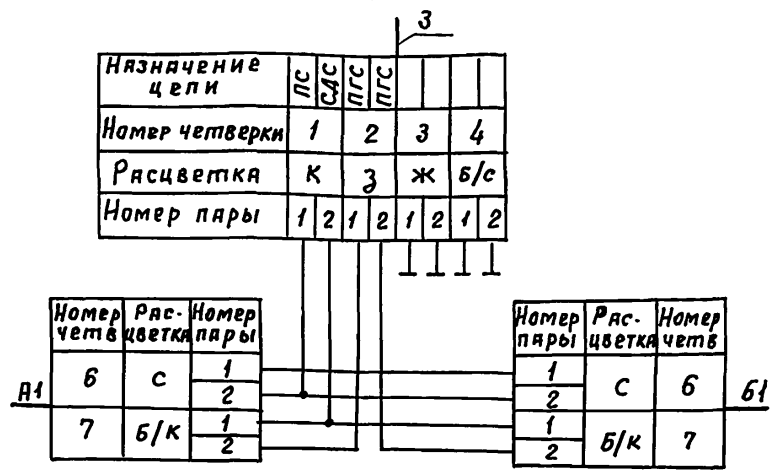 3
Назначение цепи ПС СДС ПГС ПГС
Номер четверки 1 2 3 4
Расцветка К З Ж Б/С
Номер пары 1 2 1 2 1 2 1 2
Номер четв Рас-цветка Номер пары
6 С 1
2
7 Б/К 1
2
А1
Номер пары Рас-цветка Номер четв
1 С 6
2
1 Б/К 7
2
Б1